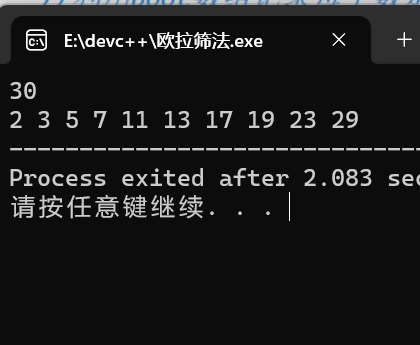 E:\devc++\欧拉筛法.exe
30
2 3 5 7 11 13 17 19 23 29
--------------------------------
Process exited after 2.083 sec
请按任意键继续. . .